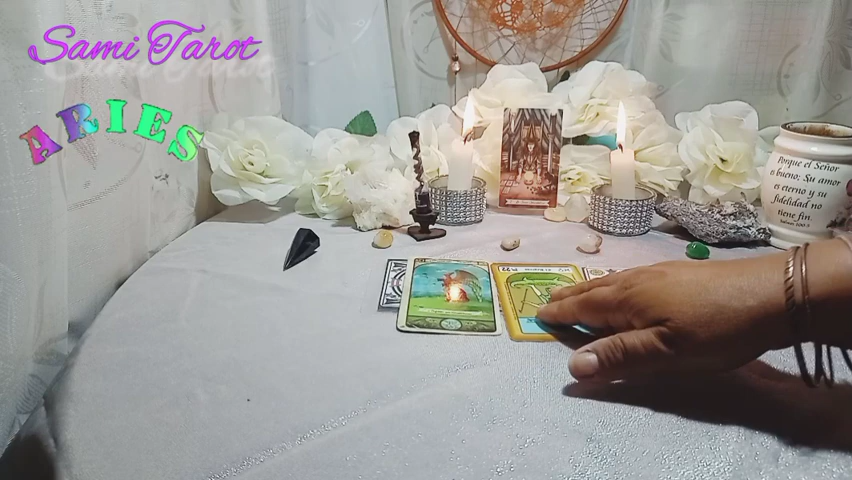 Sami Tarot
ARIES
Porque el Señor
es bueno; Su amor
es eterno y su
fidelidad no
tiene fin